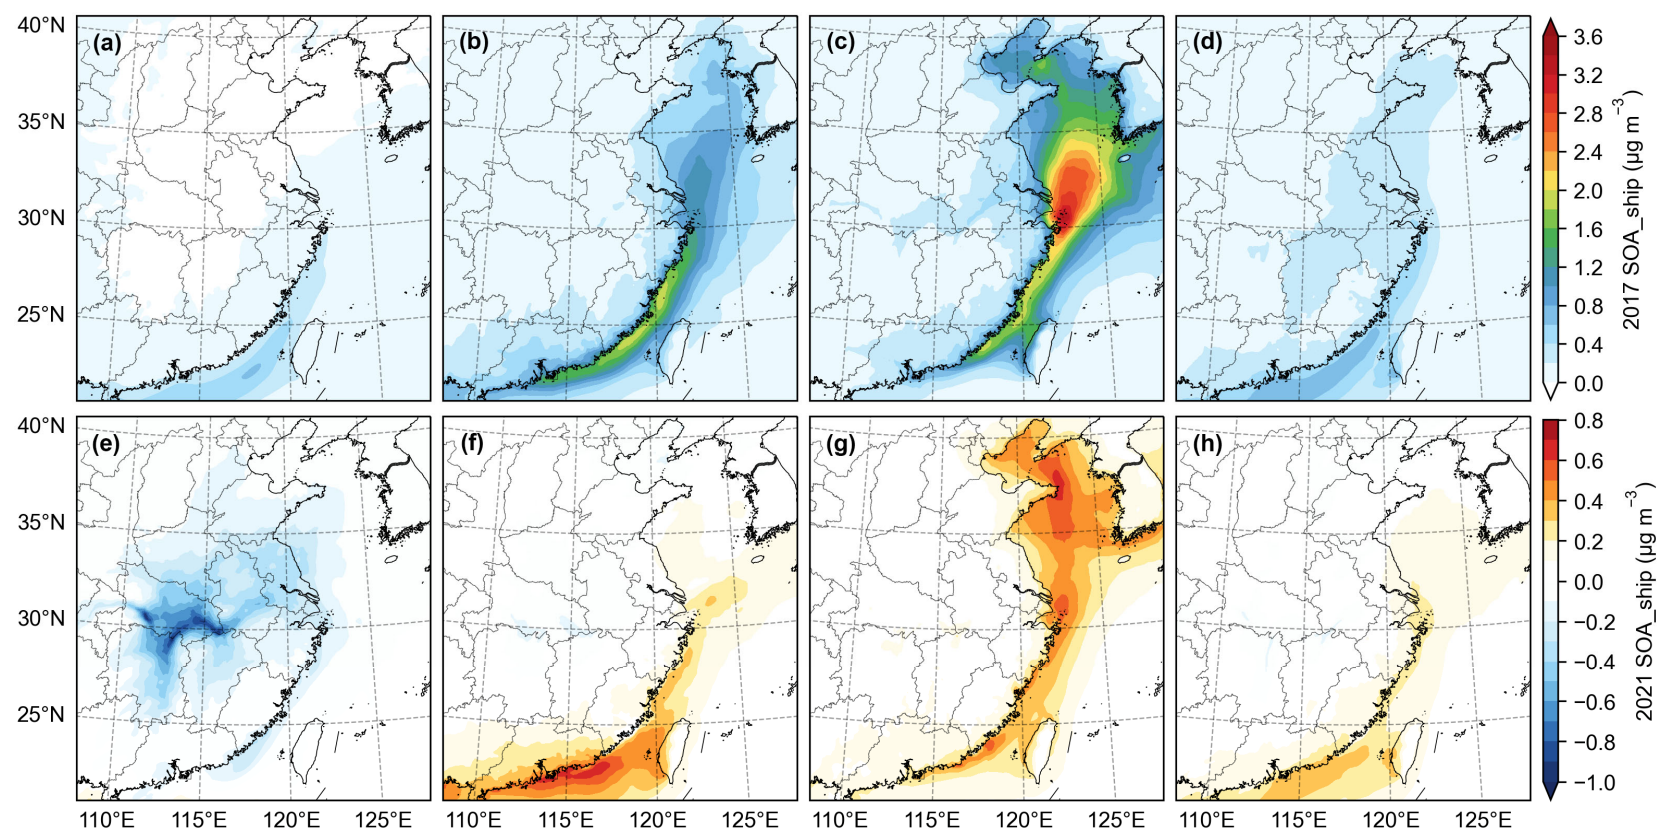 (a) (b) (c) (d)
40°N
35°N
30°N
25°N
3.6
3.2
2.8
2.4
2.0
1.6
1.2
0.8
0.4
0.0
2017 SOA_ship (μg m⁻³)
(e) (f) (g) (h)
40°N
35°N
30°N
25°N
0.8
0.6
0.4
0.2
0.0
−0.2
−0.4
−0.6
−0.8
−1.0
2021 SOA_ship (μg m⁻³)
110°E 115°E 120°E 125°E 110°E 115°E 120°E 125°E 110°E 115°E 120°E 125°E 110°E 115°E 120°E 125°E